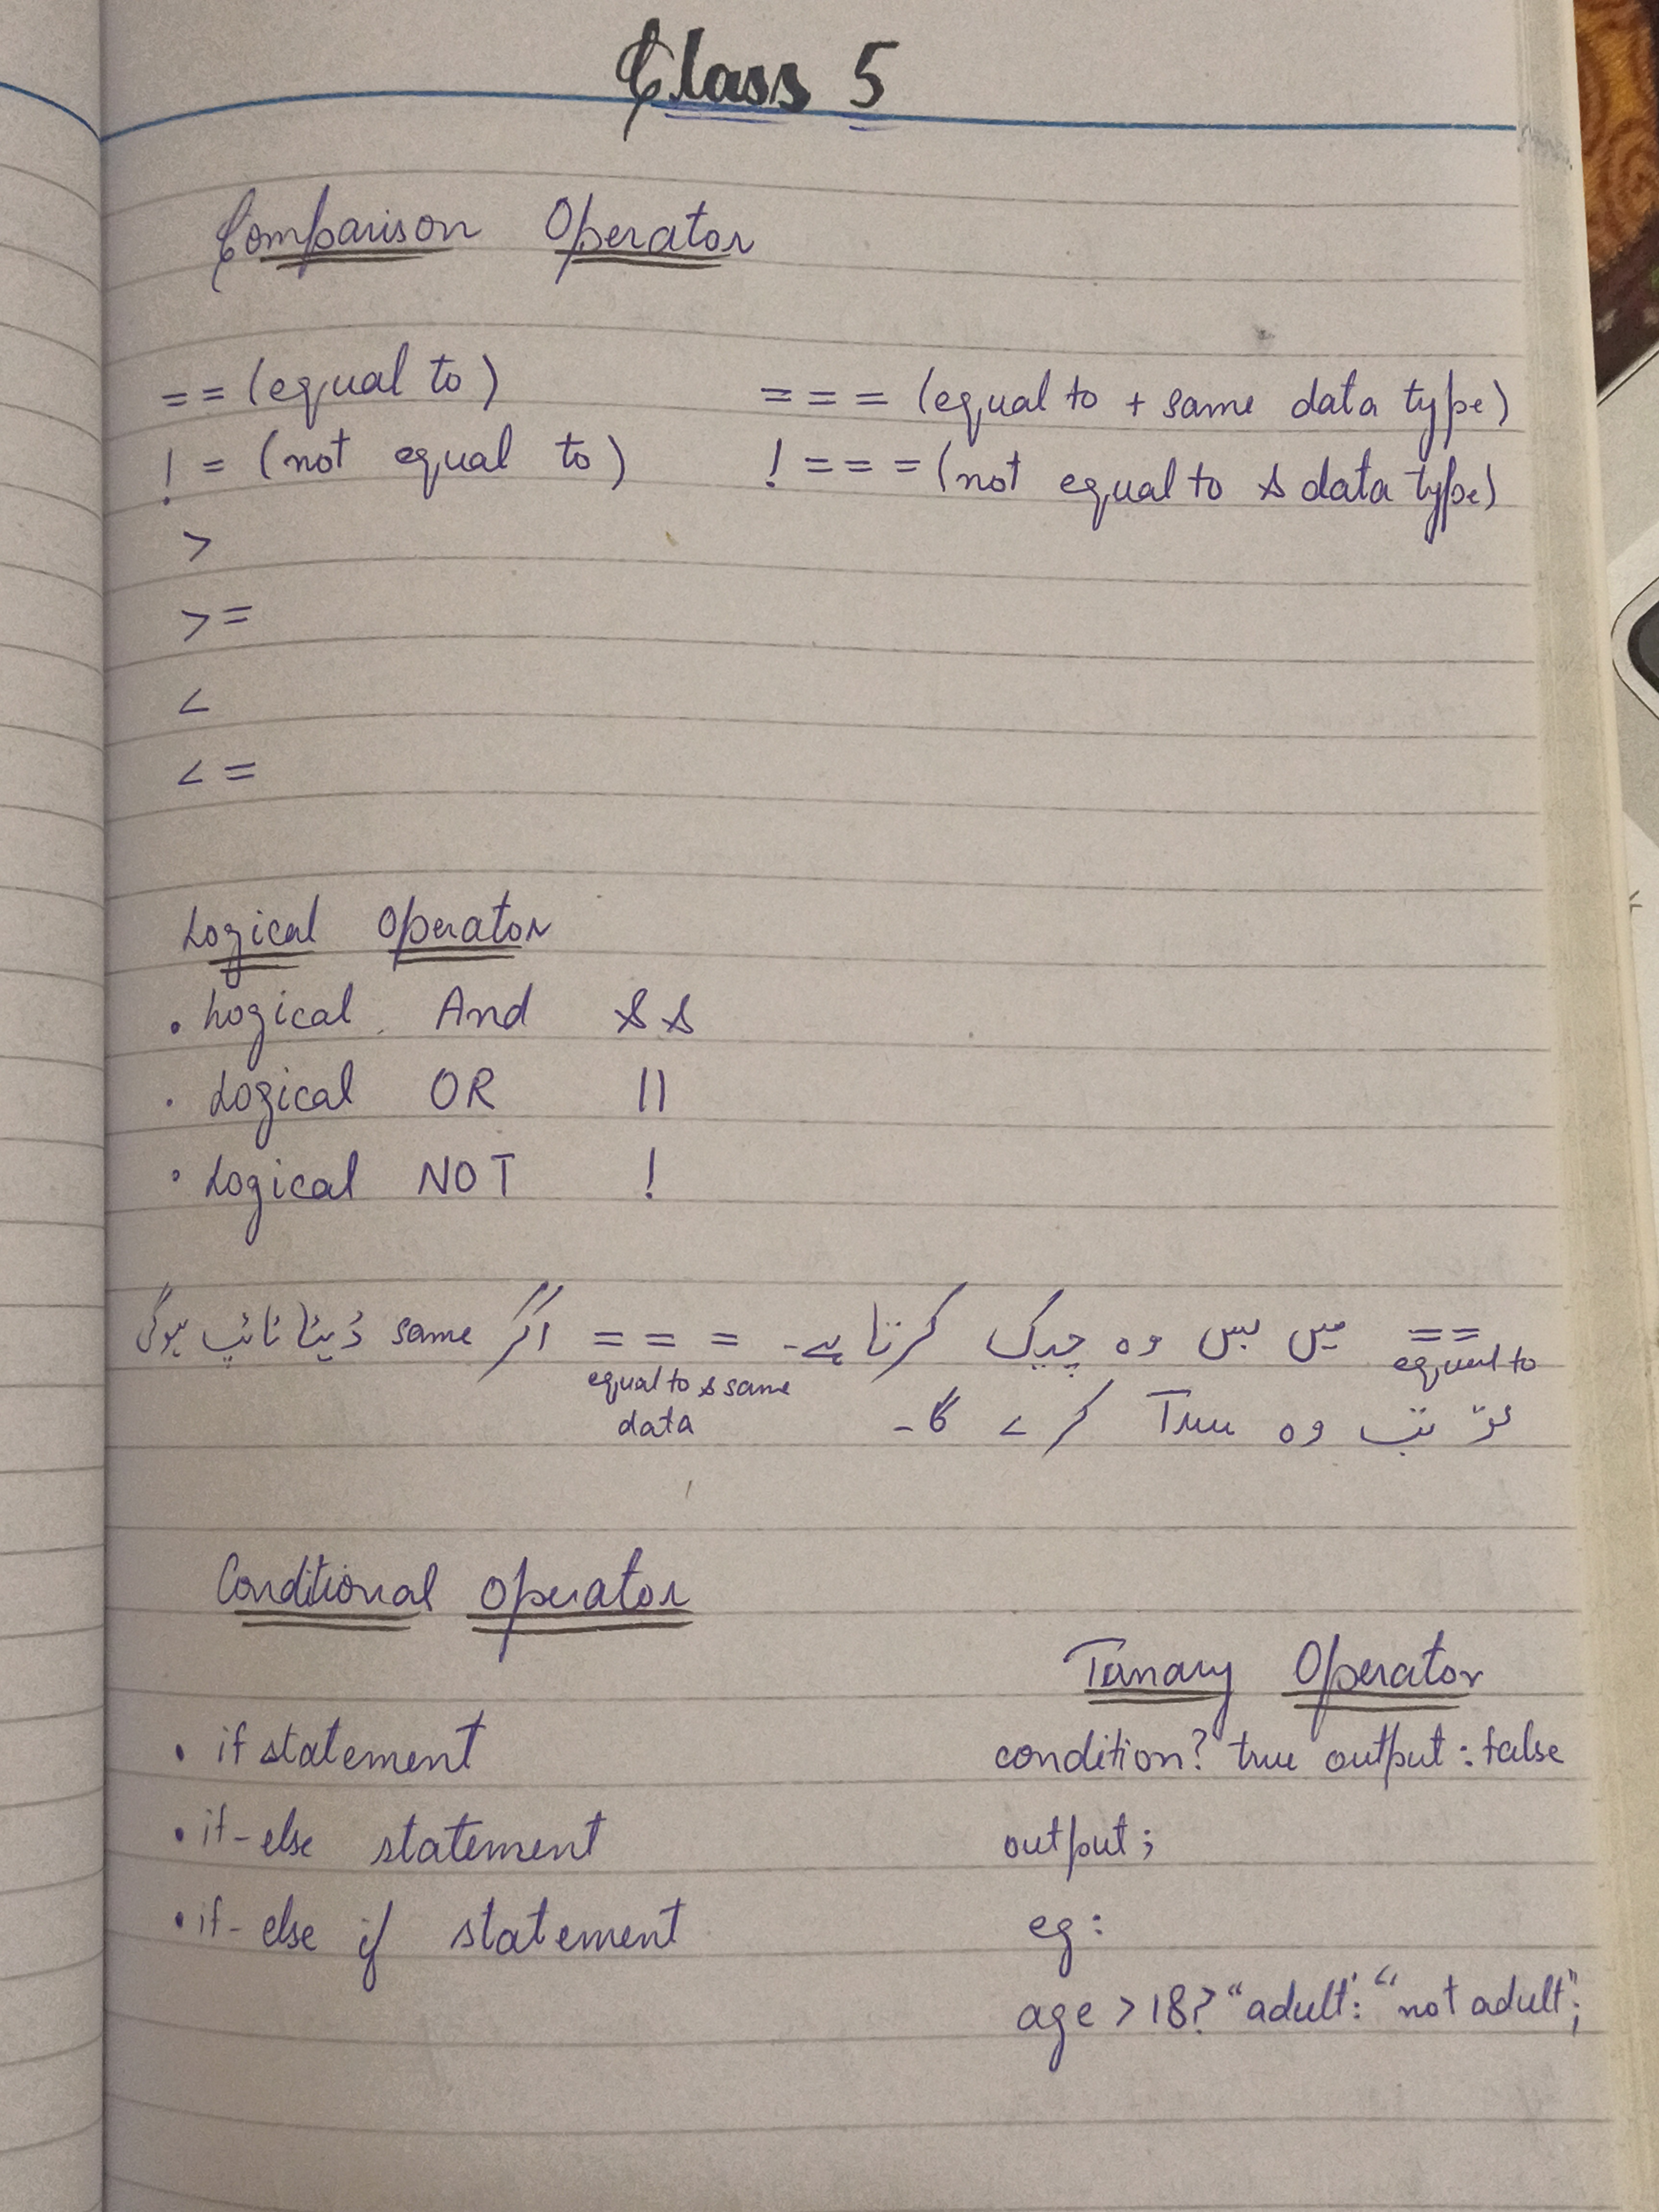 Class 5
Comparison Operator
== (equal to) === (equal to + same data type)
!= (not equal to) !=== (not equal to & data type)
>
>=
<
<=
Logical Operator
• Logical And &&
• Logical OR ||
• Logical NOT !
== میں بس وہ چیک کرتا ہے۔ === اگر same ڈیٹا ٹائپ ہوگی
equal to equal to & same
data
تو تب وہ True کرے گا۔
Conditional Operator
Ternary Operator
• if statement condition? true output : false
• if-else statement output;
• if-else if statement eg:
age > 18? "adult": "not adult";